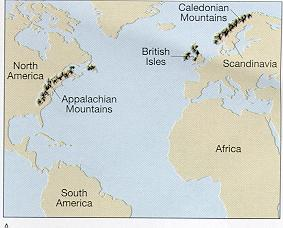 Caledonian
Mountains
British
Isles
North
America
Scandinavia
Appalachian
Mountains
Africa
South
America
A